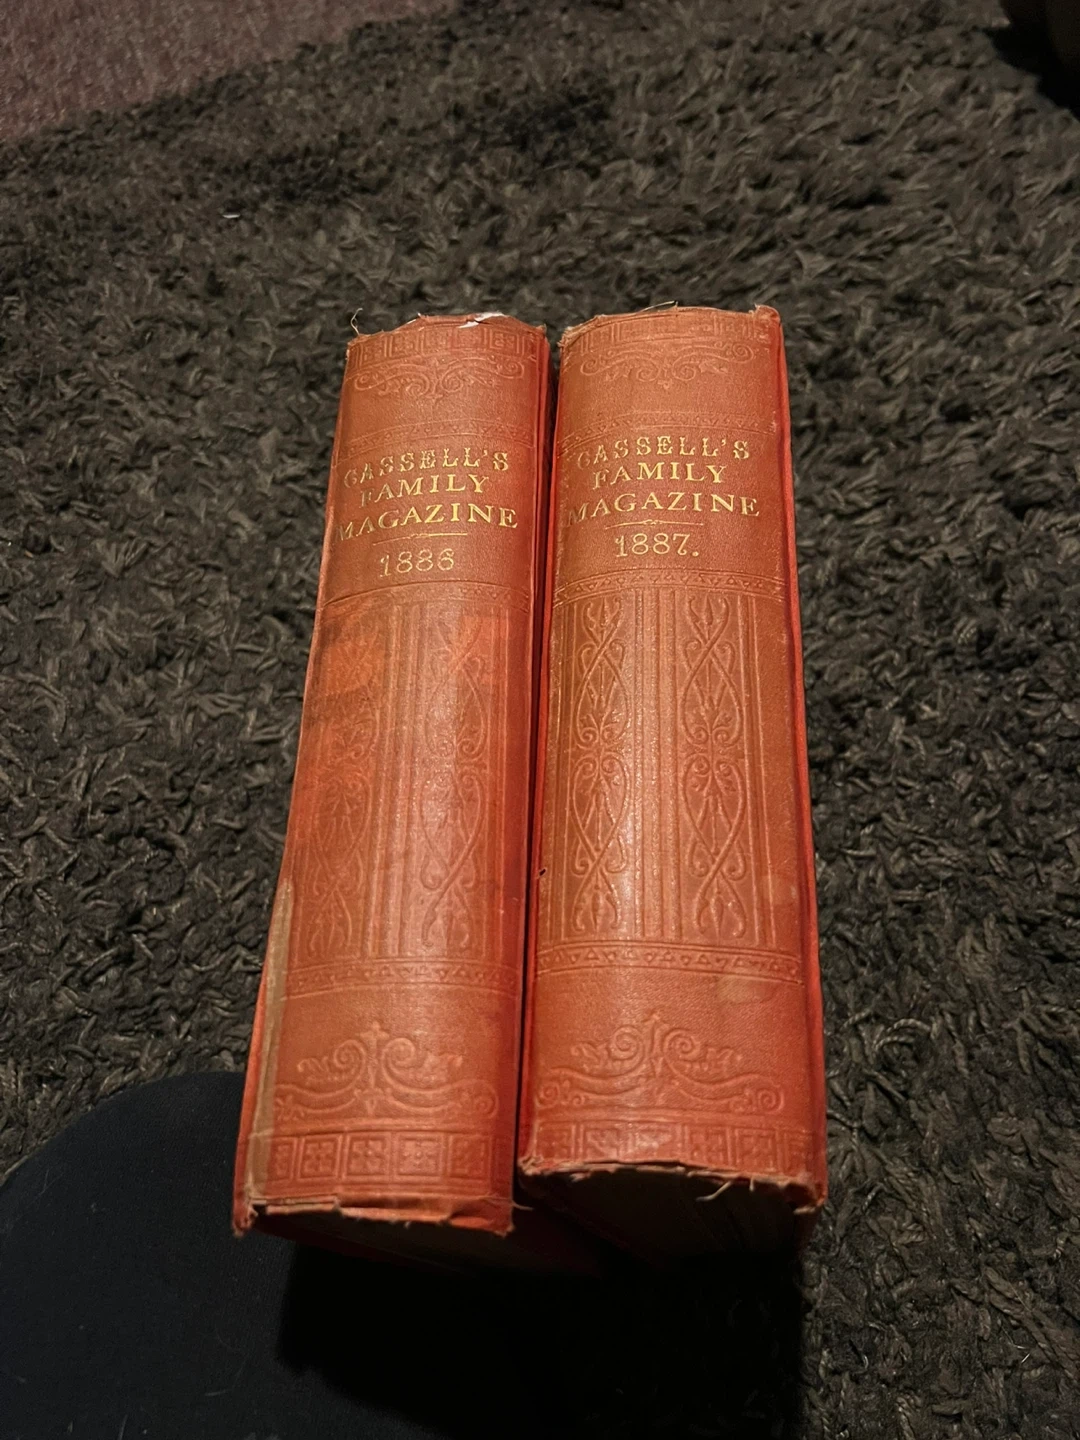 CASSELL'S
FAMILY
MAGAZINE
1886
CASSELL'S
FAMILY
MAGAZINE
1887.